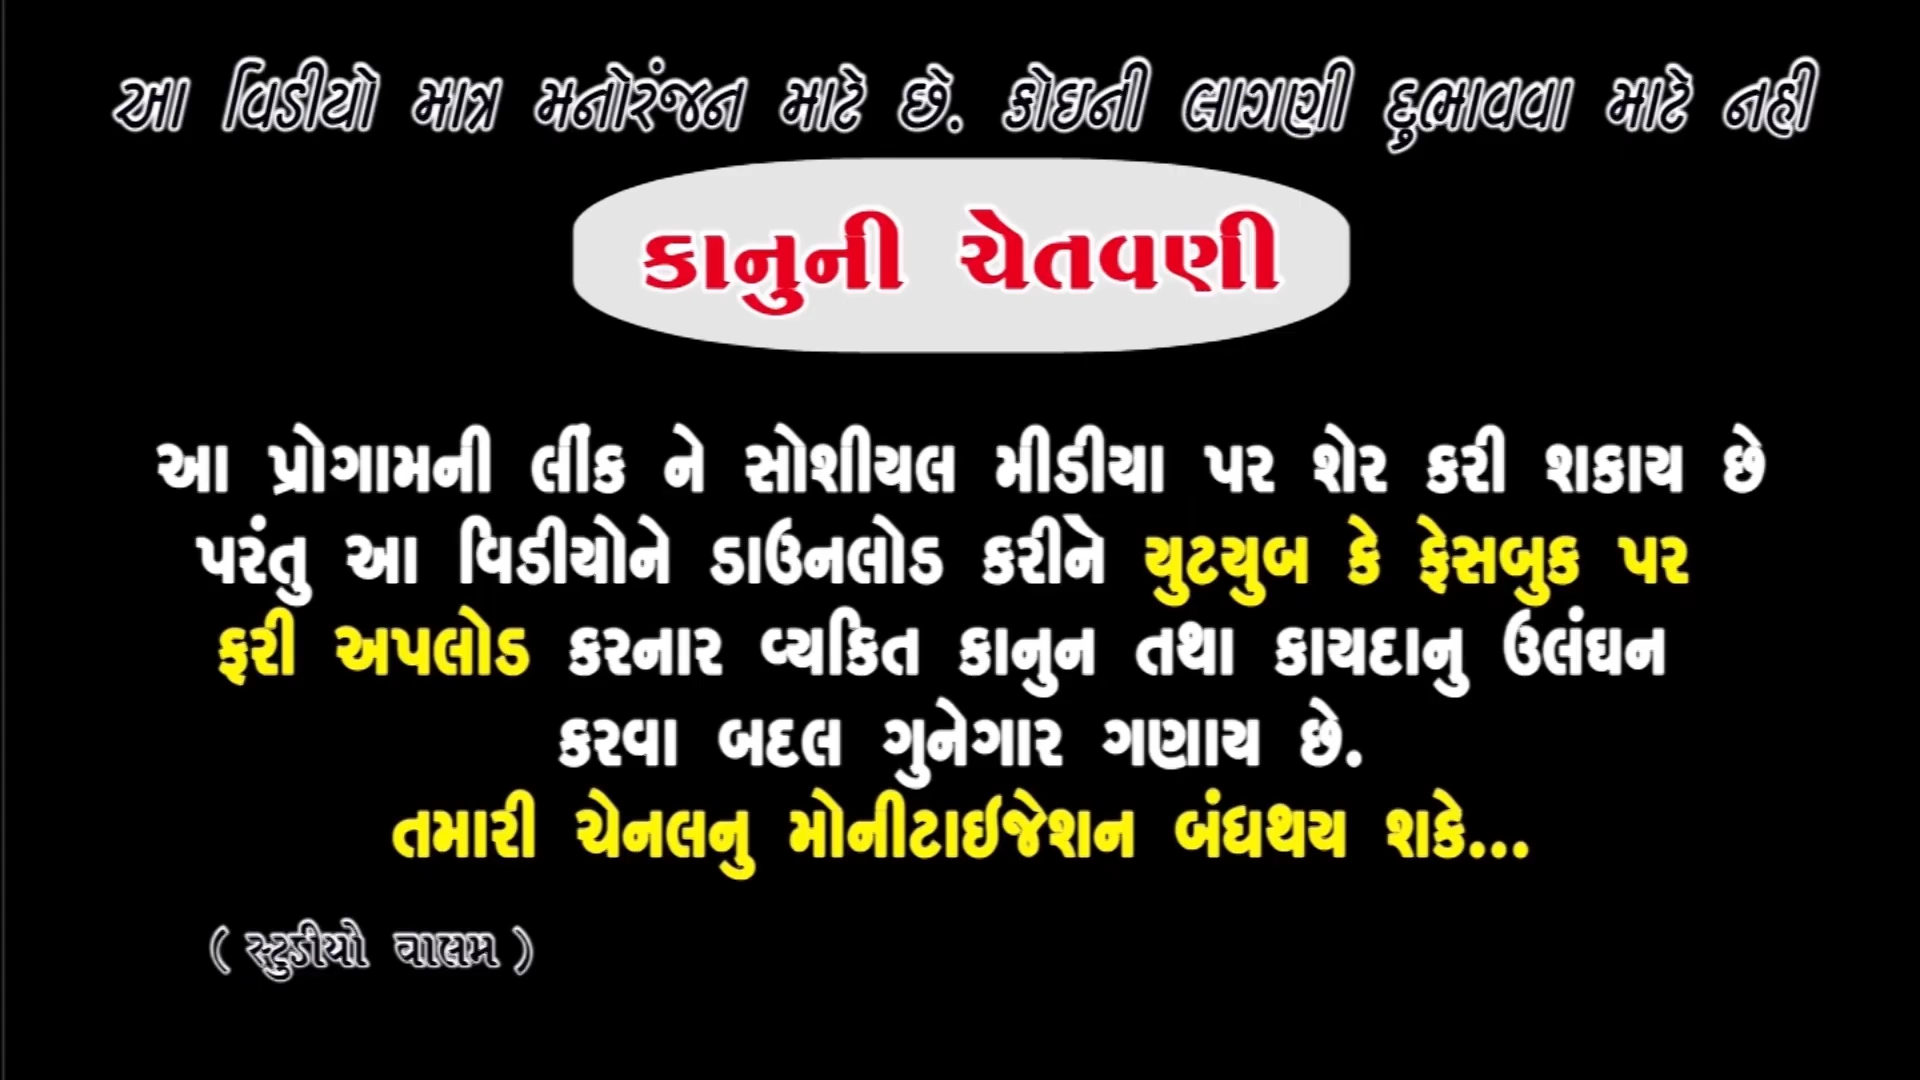 આ વિડીયો માત્ર મનોરંજન માટે છે. કોઇની લાગણી દુભાવવા માટે નહી
કાનુની ચેતવણી
આ પ્રોગામની લીંક ને સોશીયલ મીડીયા પર શેર કરી શકાય છે
પરંતુ આ વિડીયોને ડાઉનલોડ કરીને યુટયુબ કે ફેસબુક પર
ફરી અપલોડ કરનાર વ્યકિત કાનુન તથા કાયદાનુ ઉલંઘન
કરવા બદલ ગુનેગાર ગણાય છે.
તમારી ચેનલનુ મોનીટાઇજેશન બંધથય શકે...
( સ્ટુડીયો વાલમ )